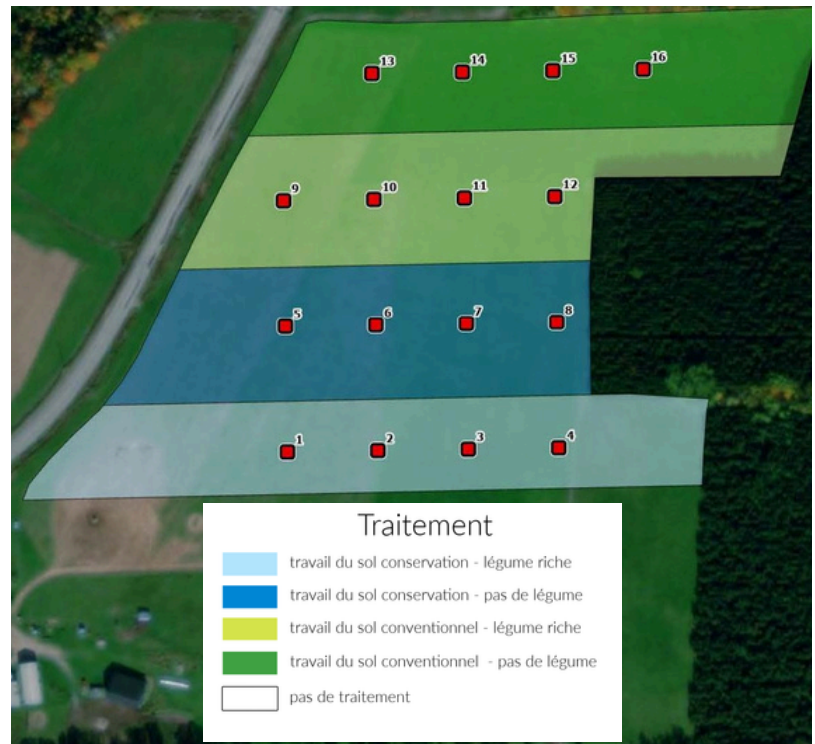 13 14 15 16
9 10 11 12
5 6 7 8
1 2 3 4
Traitement
travail du sol conservation - légume riche
travail du sol conservation - pas de légume
travail du sol conventionnel - légume riche
travail du sol conventionnel - pas de légume
pas de traitement